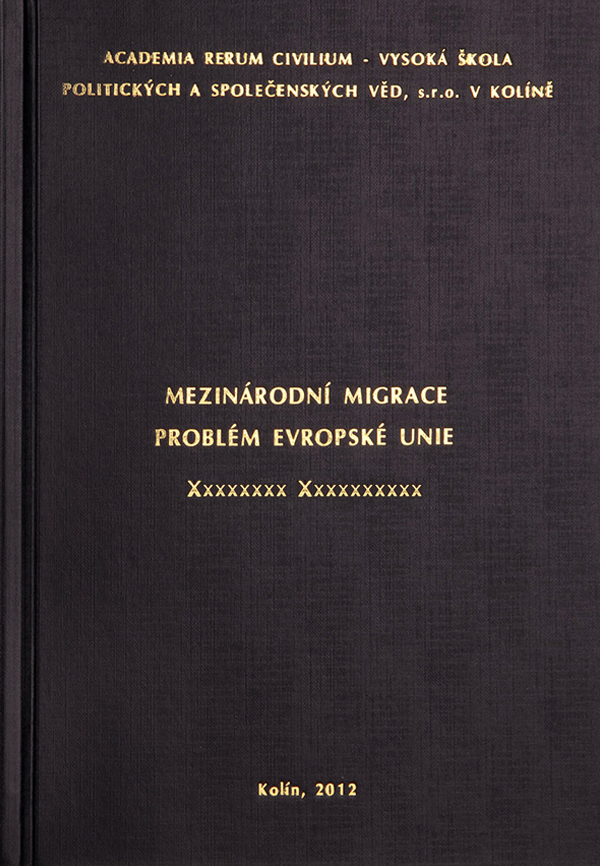 ACADEMIA RERUM CIVILIUM - VYSOKÁ ŠKOLA
POLITICKÝCH A SPOLEČENSKÝCH VĚD, s.r.o. V KOLÍNĚ
MEZINÁRODNÍ MIGRACE
PROBLÉM EVROPSKÉ UNIE
Xxxxxxxx Xxxxxxxxxx
Kolín, 2012